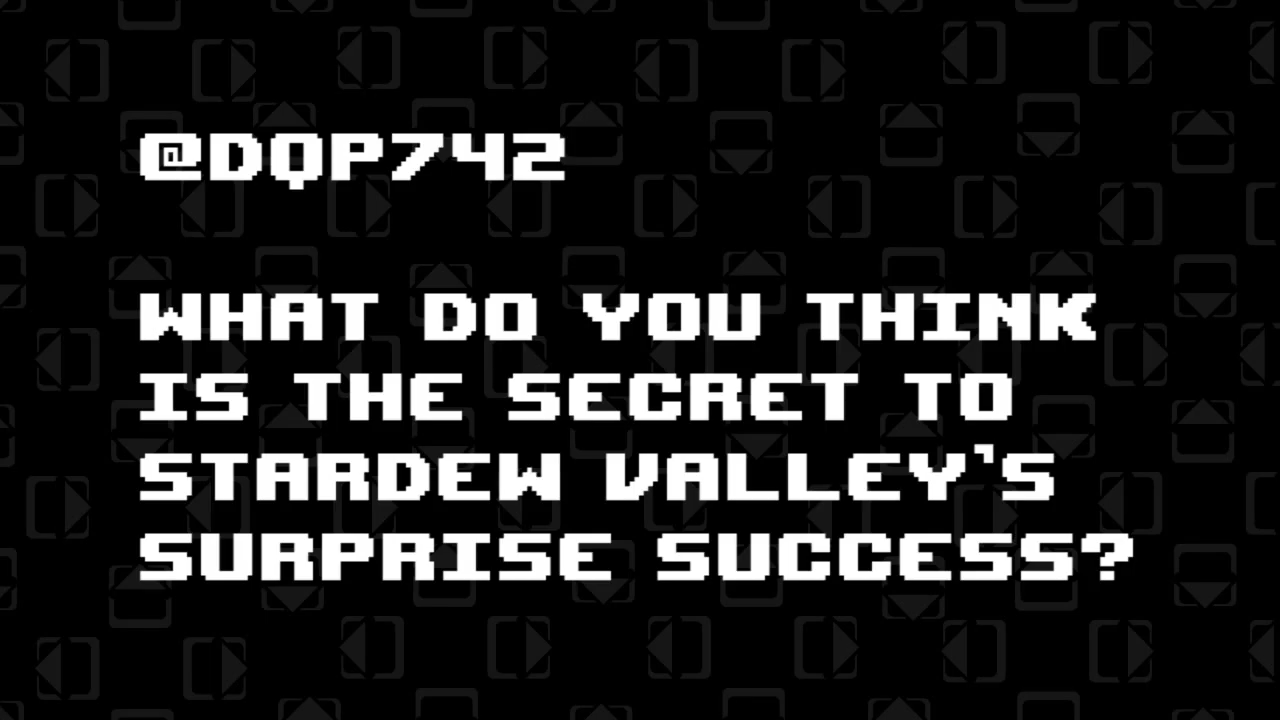 @DQP742
WHAT DO YOU THINK
IS THE SECRET TO
STARDEW VALLEY'S
SURPRISE SUCCESS?